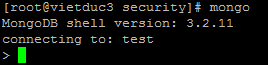 [root@vietduc3 security]# mongo
MongoDB shell version: 3.2.11
connecting to: test
>